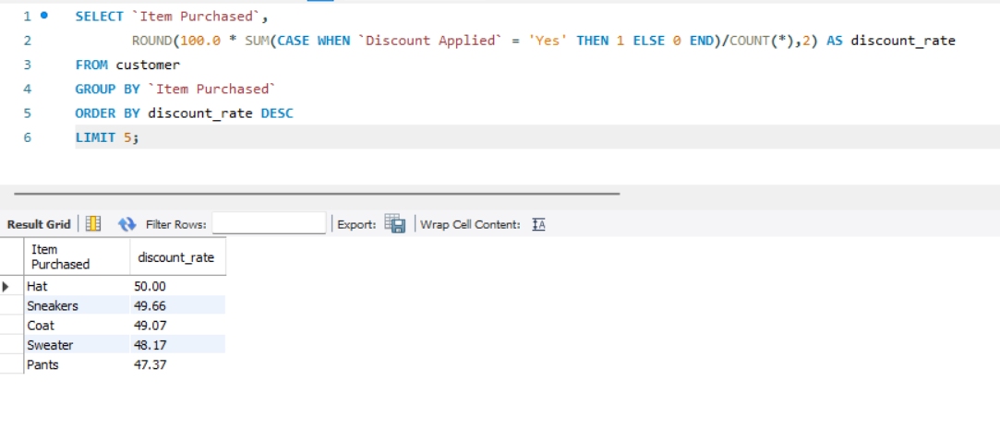 1 SELECT `Item Purchased`,
2 ROUND(100.0 * SUM(CASE WHEN `Discount Applied` = 'Yes' THEN 1 ELSE 0 END)/COUNT(*),2) AS discount_rate
3 FROM customer
4 GROUP BY `Item Purchased`
5 ORDER BY discount_rate DESC
6 LIMIT 5;
Result Grid Filter Rows: Export: Wrap Cell Content: IA
Item
Purchased discount_rate
Hat 50.00
Sneakers 49.66
Coat 49.07
Sweater 48.17
Pants 47.37